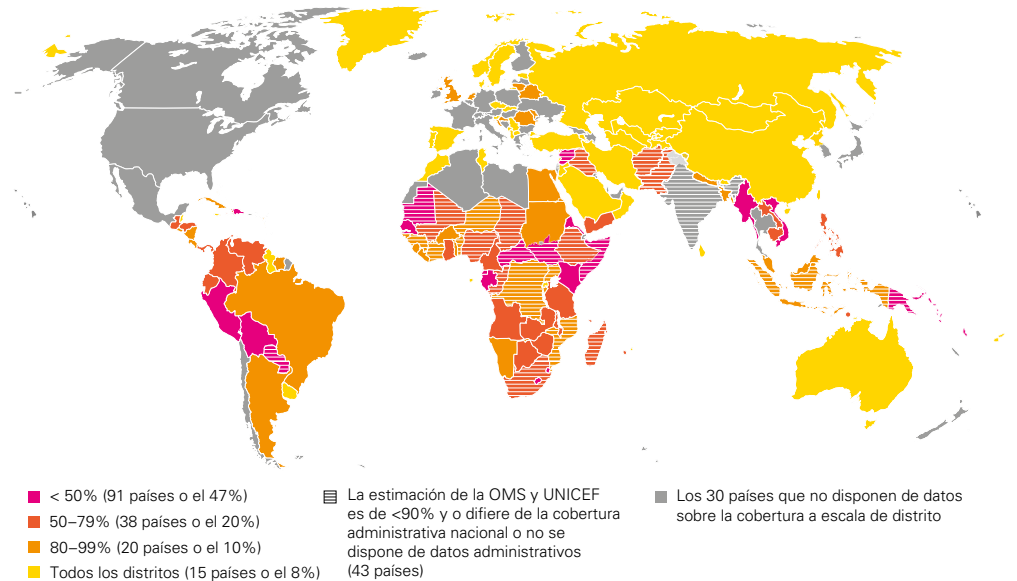 < 50% (91 países o el 47%)
50–79% (38 países o el 20%)
80–99% (20 países o el 10%)
Todos los distritos (15 países o el 8%)
La estimación de la OMS y UNICEF
es de <90% y o difiere de la cobertura
administrativa nacional o no se
dispone de datos administrativos
(43 países)
Los 30 países que no disponen de datos
sobre la cobertura a escala de distrito